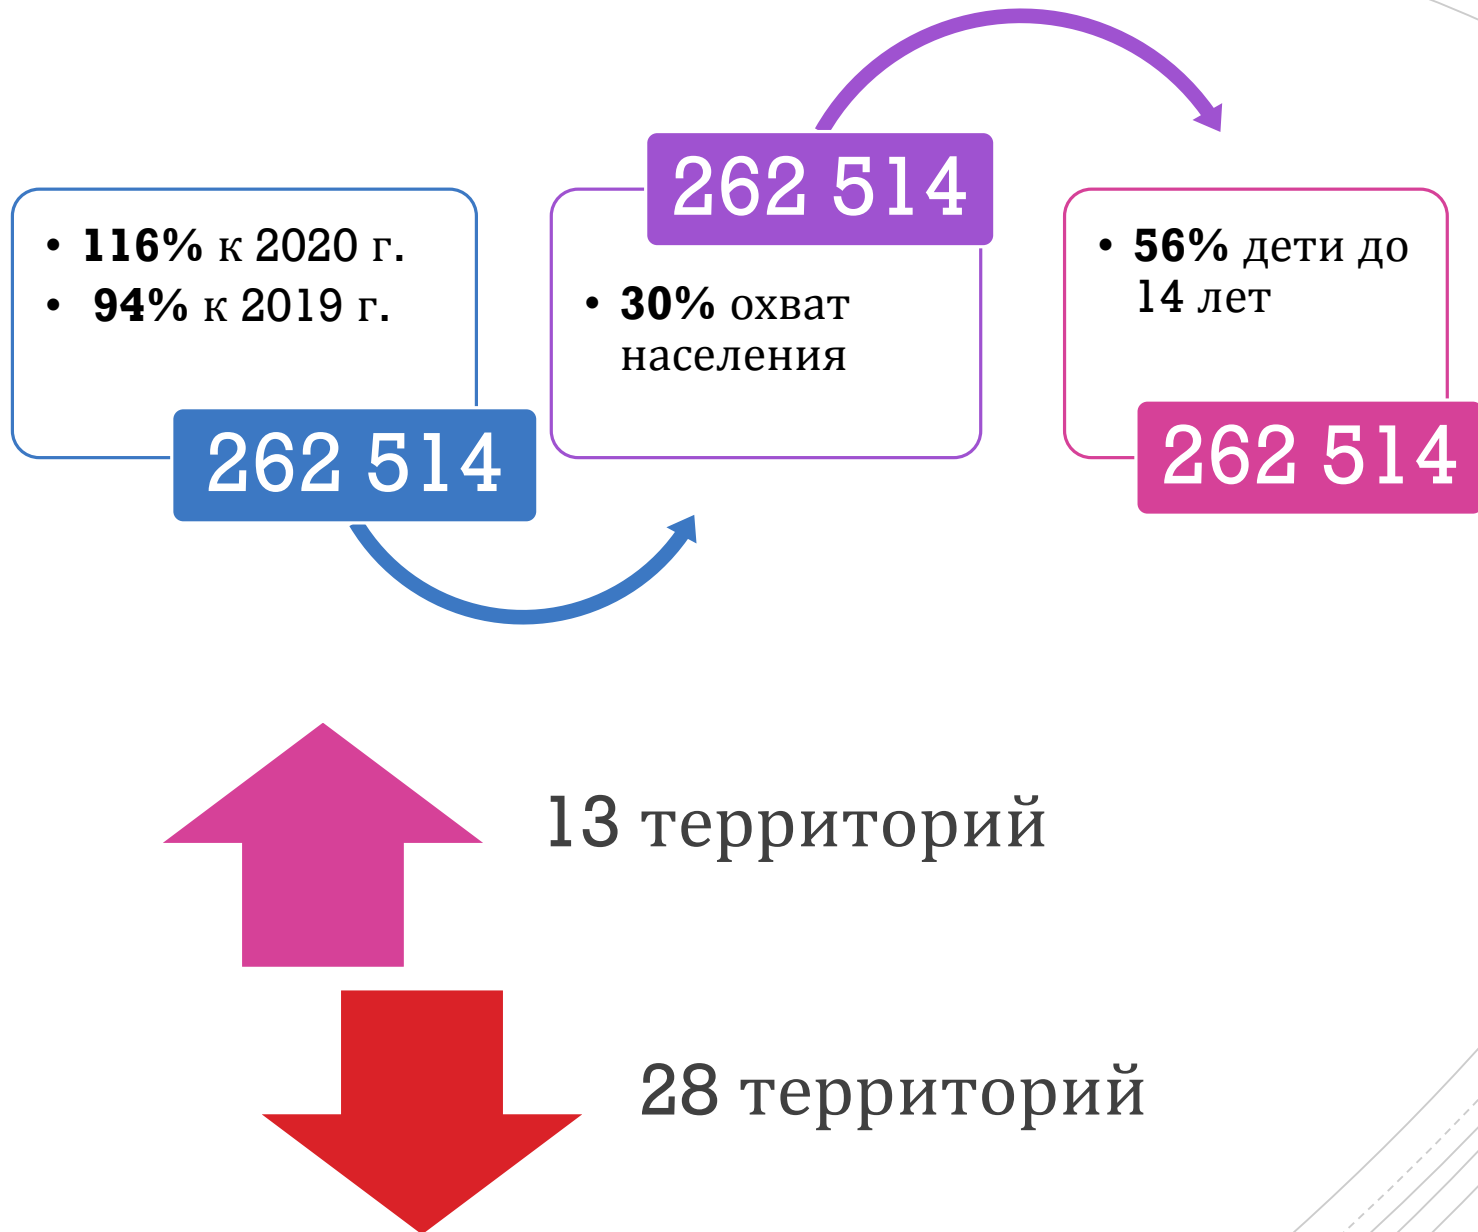 • 116% к 2020 г.
• 94% к 2019 г.
262 514
262 514
• 30% охват
населения
• 56% дети до
14 лет
262 514
13 территорий
28 территорий